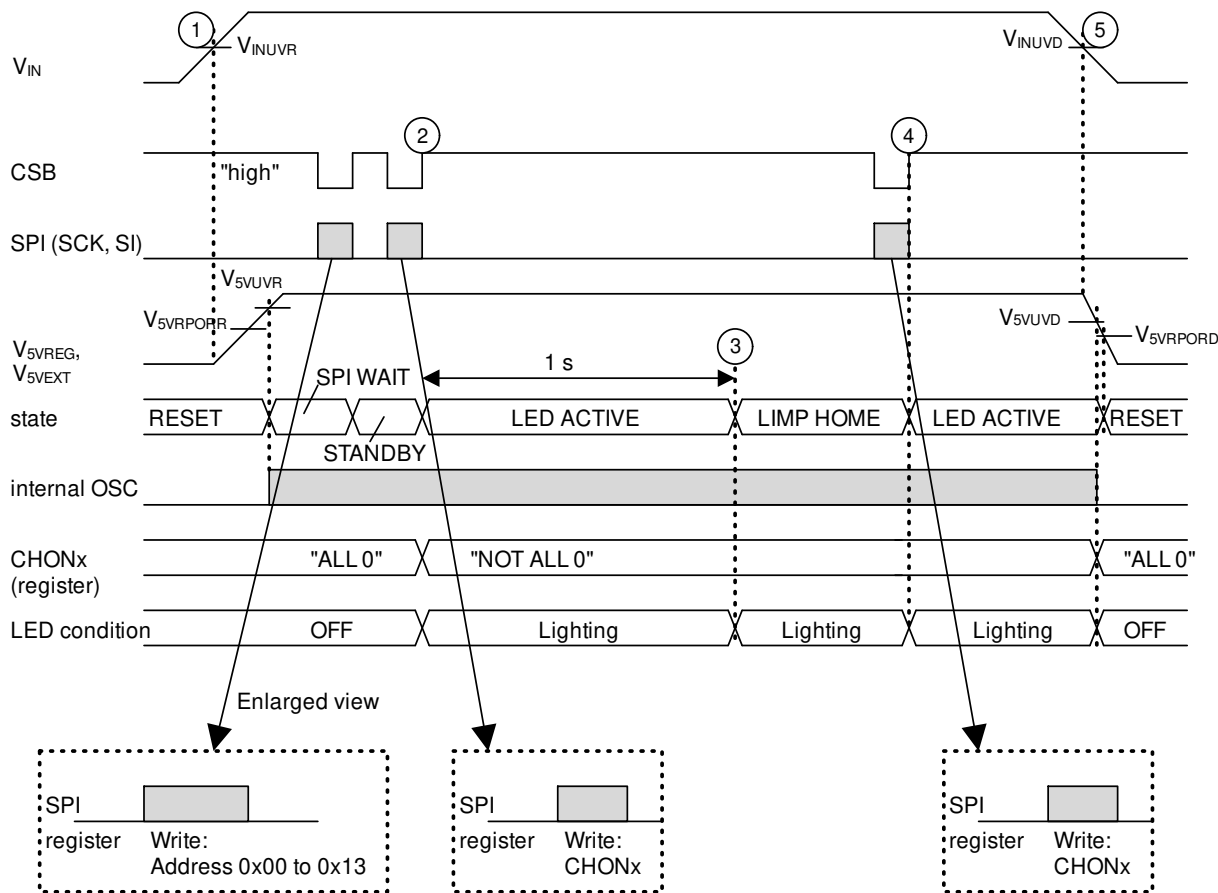 1
VINUVR
VINUVD
5
VIN
2
4
CSB
"high"
SPI (SCK, SI)
V5VUVR
V5VRPORR
V5VUVD
V5VRPORD
V5VREG,
V5VEXT
1 s
3
SPI WAIT
state
RESET
LED ACTIVE
LIMP HOME
LED ACTIVE
RESET
STANDBY
internal OSC
CHONx
(register)
"ALL 0"
"NOT ALL 0"
"ALL 0"
LED condition
OFF
Lighting
Lighting
Lighting
OFF
Enlarged view
SPI
register
Write:
Address 0x00 to 0x13
SPI
register
Write:
CHONx
SPI
register
Write:
CHONx